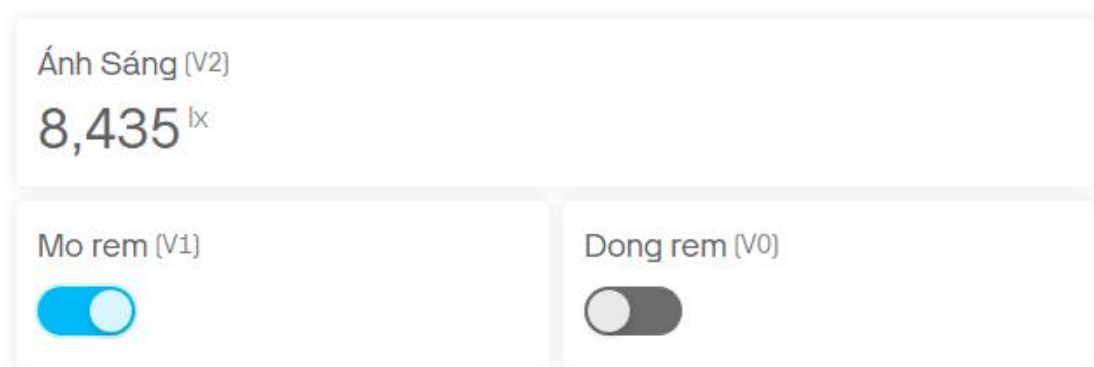 Ánh Sáng (V2)
8,435 lx
Mo rem (V1)
Dong rem (V0)